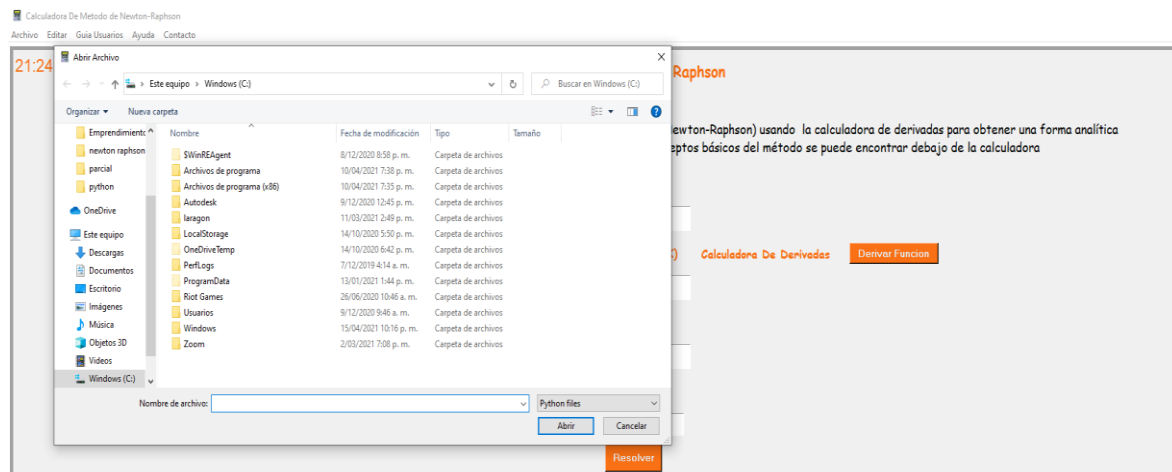 Calculadora De Metodo de Newton-Raphson
Archivo Editar Guia Usuarios Ayuda Contacto
21:24
Abrir Archivo
Este equipo > Windows (C:)
Buscar en Windows (C:)
Organizar Nueva carpeta
Emprendimientc
newton raphson
parcial
python
OneDrive
Este equipo
Descargas
Documentos
Escritorio
Imágenes
Música
Objetos 3D
Videos
Windows (C:)
Nombre Fecha de modificación Tipo Tamaño
$WinREAgent 8/12/2020 8:58 p. m. Carpeta de archivos
Archivos de programa 10/04/2021 7:38 p. m. Carpeta de archivos
Archivos de programa (x86) 10/04/2021 7:35 p. m. Carpeta de archivos
Autodesk 9/12/2020 12:45 p. m. Carpeta de archivos
laragon 11/03/2021 2:49 p. m. Carpeta de archivos
LocalStorage 14/10/2020 5:50 p. m. Carpeta de archivos
OneDriveTemp 14/10/2020 6:42 p. m. Carpeta de archivos
PerfLogs 7/12/2019 4:14 a. m. Carpeta de archivos
ProgramData 13/01/2021 1:44 p. m. Carpeta de archivos
Riot Games 26/06/2020 10:46 a. m. Carpeta de archivos
Usuarios 9/12/2020 9:46 a. m. Carpeta de archivos
Windows 15/04/2021 10:16 p. m. Carpeta de archivos
Zoom 2/03/2021 7:08 p. m. Carpeta de archivos
Nombre de archivo:
Python files
Abrir Cancelar
Raphson
ewton-Raphson) usando la calculadora de derivadas para obtener una forma analítica
eptos básicos del método se puede encontrar debajo de la calculadora
) Calculadora De Derivadas Derivar Funcion
Resolver